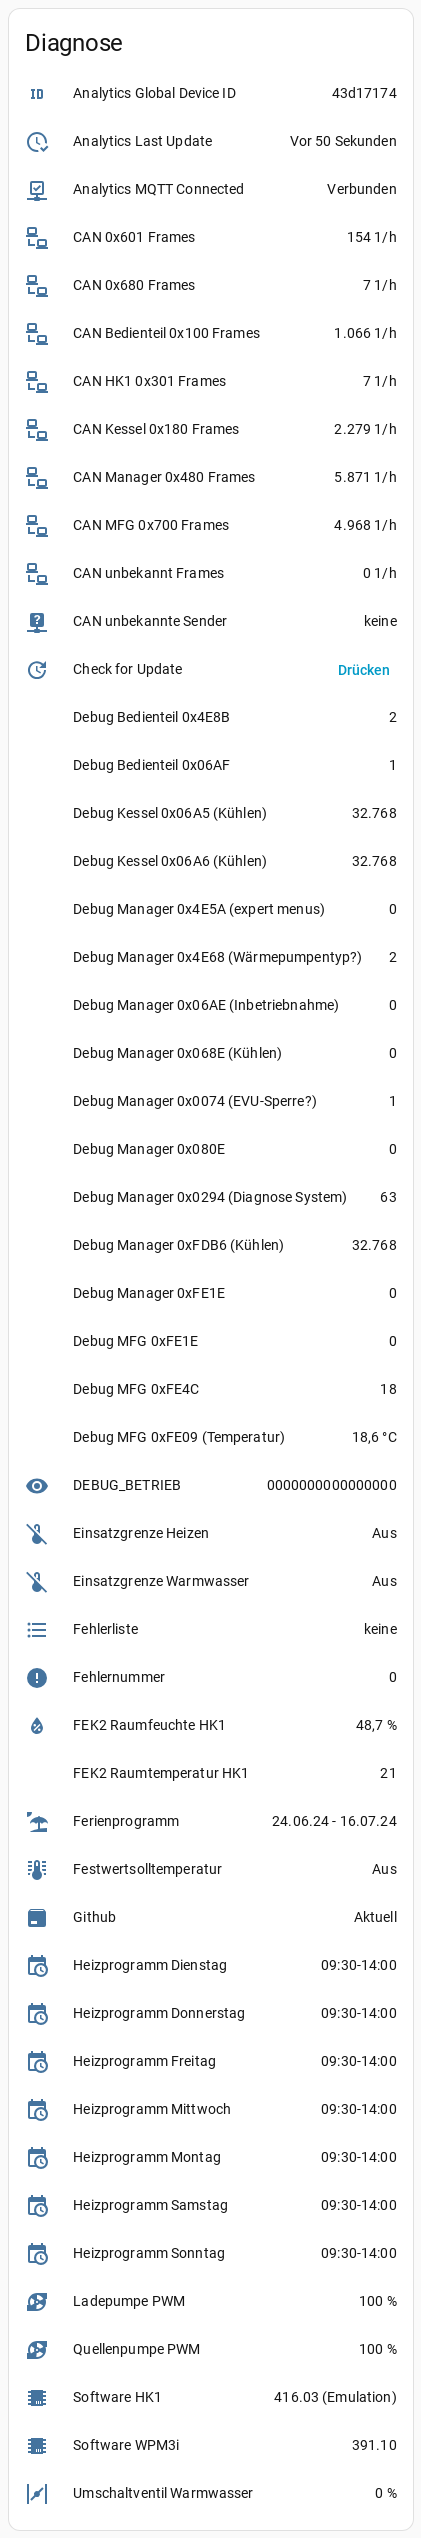 Diagnose
ID Analytics Global Device ID 43d17174
Analytics Last Update Vor 50 Sekunden
Analytics MQTT Connected Verbunden
CAN 0x601 Frames 154 1/h
CAN 0x680 Frames 7 1/h
CAN Bedienteil 0x100 Frames 1.066 1/h
CAN HK1 0x301 Frames 7 1/h
CAN Kessel 0x180 Frames 2.279 1/h
CAN Manager 0x480 Frames 5.871 1/h
CAN MFG 0x700 Frames 4.968 1/h
CAN unbekannt Frames 0 1/h
CAN unbekannte Sender keine
Check for Update Drücken
Debug Bedienteil 0x4E8B 2
Debug Bedienteil 0x06AF 1
Debug Kessel 0x06A5 (Kühlen) 32.768
Debug Kessel 0x06A6 (Kühlen) 32.768
Debug Manager 0x4E5A (expert menus) 0
Debug Manager 0x4E68 (Wärmepumpentyp?) 2
Debug Manager 0x06AE (Inbetriebnahme) 0
Debug Manager 0x068E (Kühlen) 0
Debug Manager 0x0074 (EVU-Sperre?) 1
Debug Manager 0x080E 0
Debug Manager 0x0294 (Diagnose System) 63
Debug Manager 0xFDB6 (Kühlen) 32.768
Debug Manager 0xFE1E 0
Debug MFG 0xFE1E 0
Debug MFG 0xFE4C 18
Debug MFG 0xFE09 (Temperatur) 18,6 °C
DEBUG_BETRIEB 0000000000000000
Einsatzgrenze Heizen Aus
Einsatzgrenze Warmwasser Aus
Fehlerliste keine
Fehlernummer 0
FEK2 Raumfeuchte HK1 48,7 %
FEK2 Raumtemperatur HK1 21
Ferienprogramm 24.06.24 - 16.07.24
Festwertsolltemperatur Aus
Github Aktuell
Heizprogramm Dienstag 09:30-14:00
Heizprogramm Donnerstag 09:30-14:00
Heizprogramm Freitag 09:30-14:00
Heizprogramm Mittwoch 09:30-14:00
Heizprogramm Montag 09:30-14:00
Heizprogramm Samstag 09:30-14:00
Heizprogramm Sonntag 09:30-14:00
Ladepumpe PWM 100 %
Quellenpumpe PWM 100 %
Software HK1 416.03 (Emulation)
Software WPM3i 391.10
Umschaltventil Warmwasser 0 %